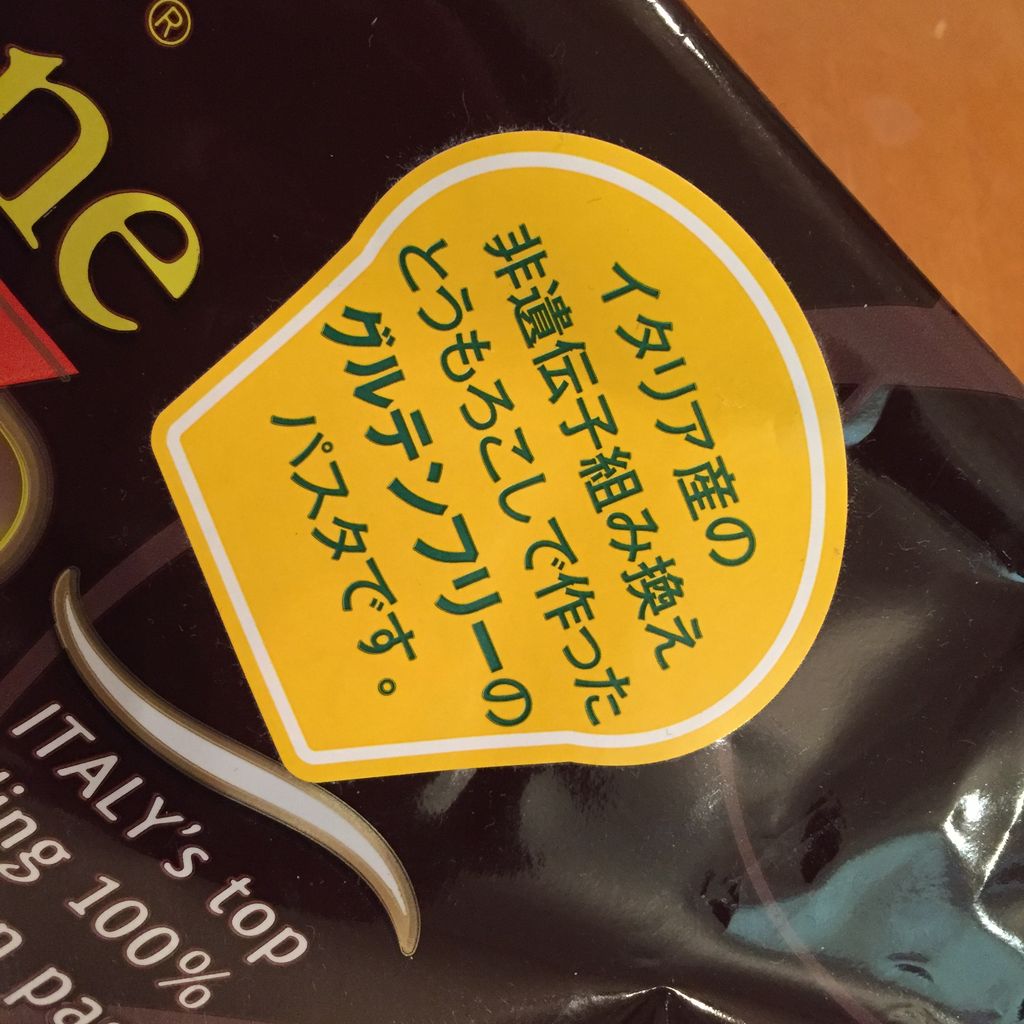 ®
ne
イタリア産の
非遺伝子組み換え
とうもろこしで作った
グルテンフリーの
パスタです。
ITALY's top
100%